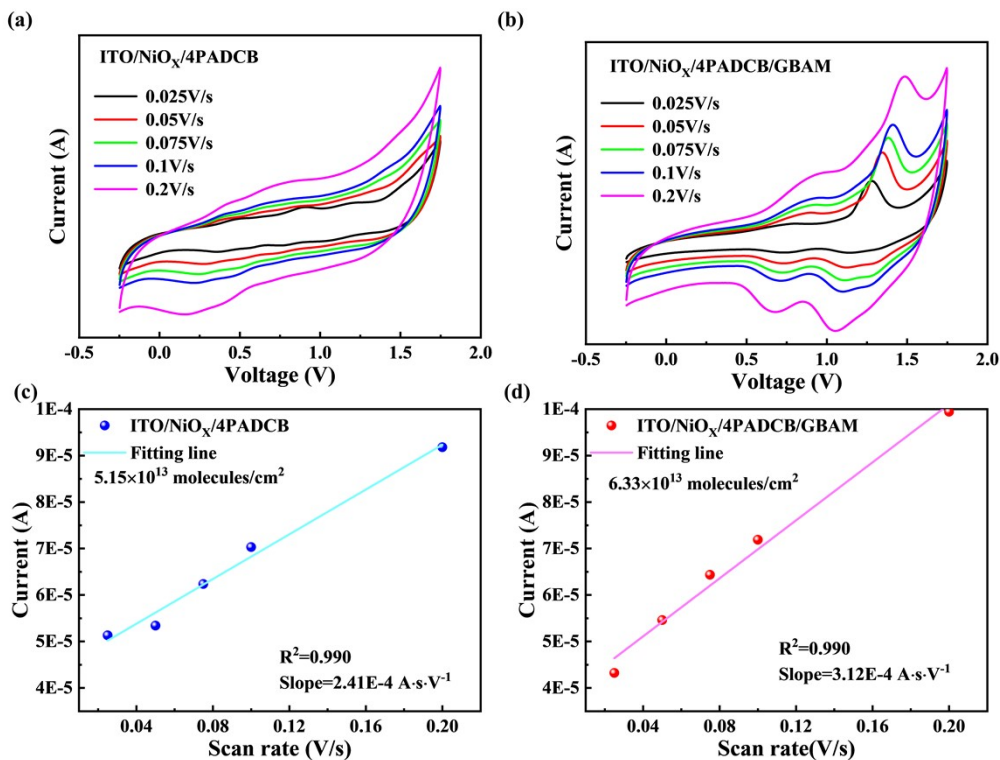 (a)
ITO/NiOX/4PADCB
0.025V/s
0.05V/s
0.075V/s
0.1V/s
0.2V/s
Current (A)
-0.5 0.0 0.5 1.0 1.5 2.0
Voltage (V)
(b)
ITO/NiOX/4PADCB/GBAM
0.025V/s
0.05V/s
0.075V/s
0.1V/s
0.2V/s
Current (A)
-0.5 0.0 0.5 1.0 1.5 2.0
Voltage (V)
(c)
1E-4
9E-5
8E-5
7E-5
6E-5
5E-5
4E-5
Current (A)
ITO/NiOX/4PADCB
Fitting line
5.15×10¹³ molecules/cm²
R²=0.990
Slope=2.41E-4 A·s·V⁻¹
0.04 0.08 0.12 0.16 0.20
Scan rate (V/s)
(d)
1E-4
9E-5
8E-5
7E-5
6E-5
5E-5
4E-5
Current (A)
ITO/NiOX/4PADCB/GBAM
Fitting line
6.33×10¹³ molecules/cm²
R²=0.990
Slope=3.12E-4 A·s·V⁻¹
0.04 0.08 0.12 0.16 0.20
Scan rate(V/s)